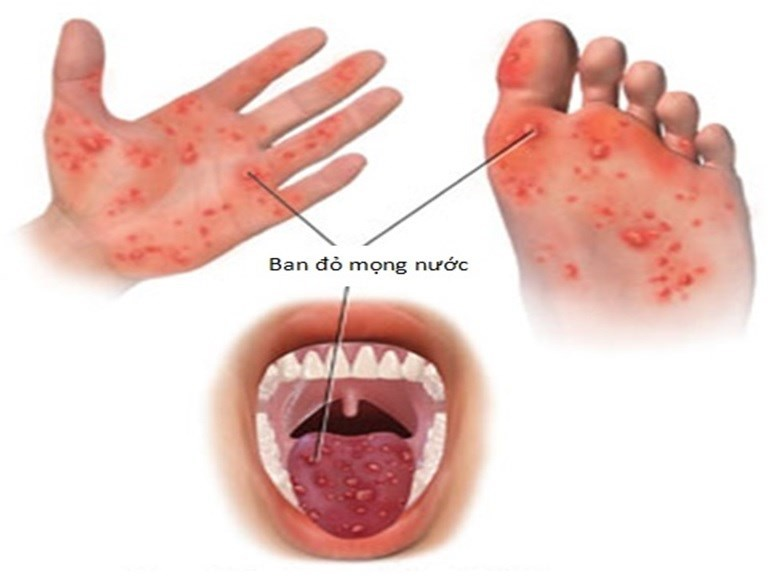 Ban đỏ mọng nước